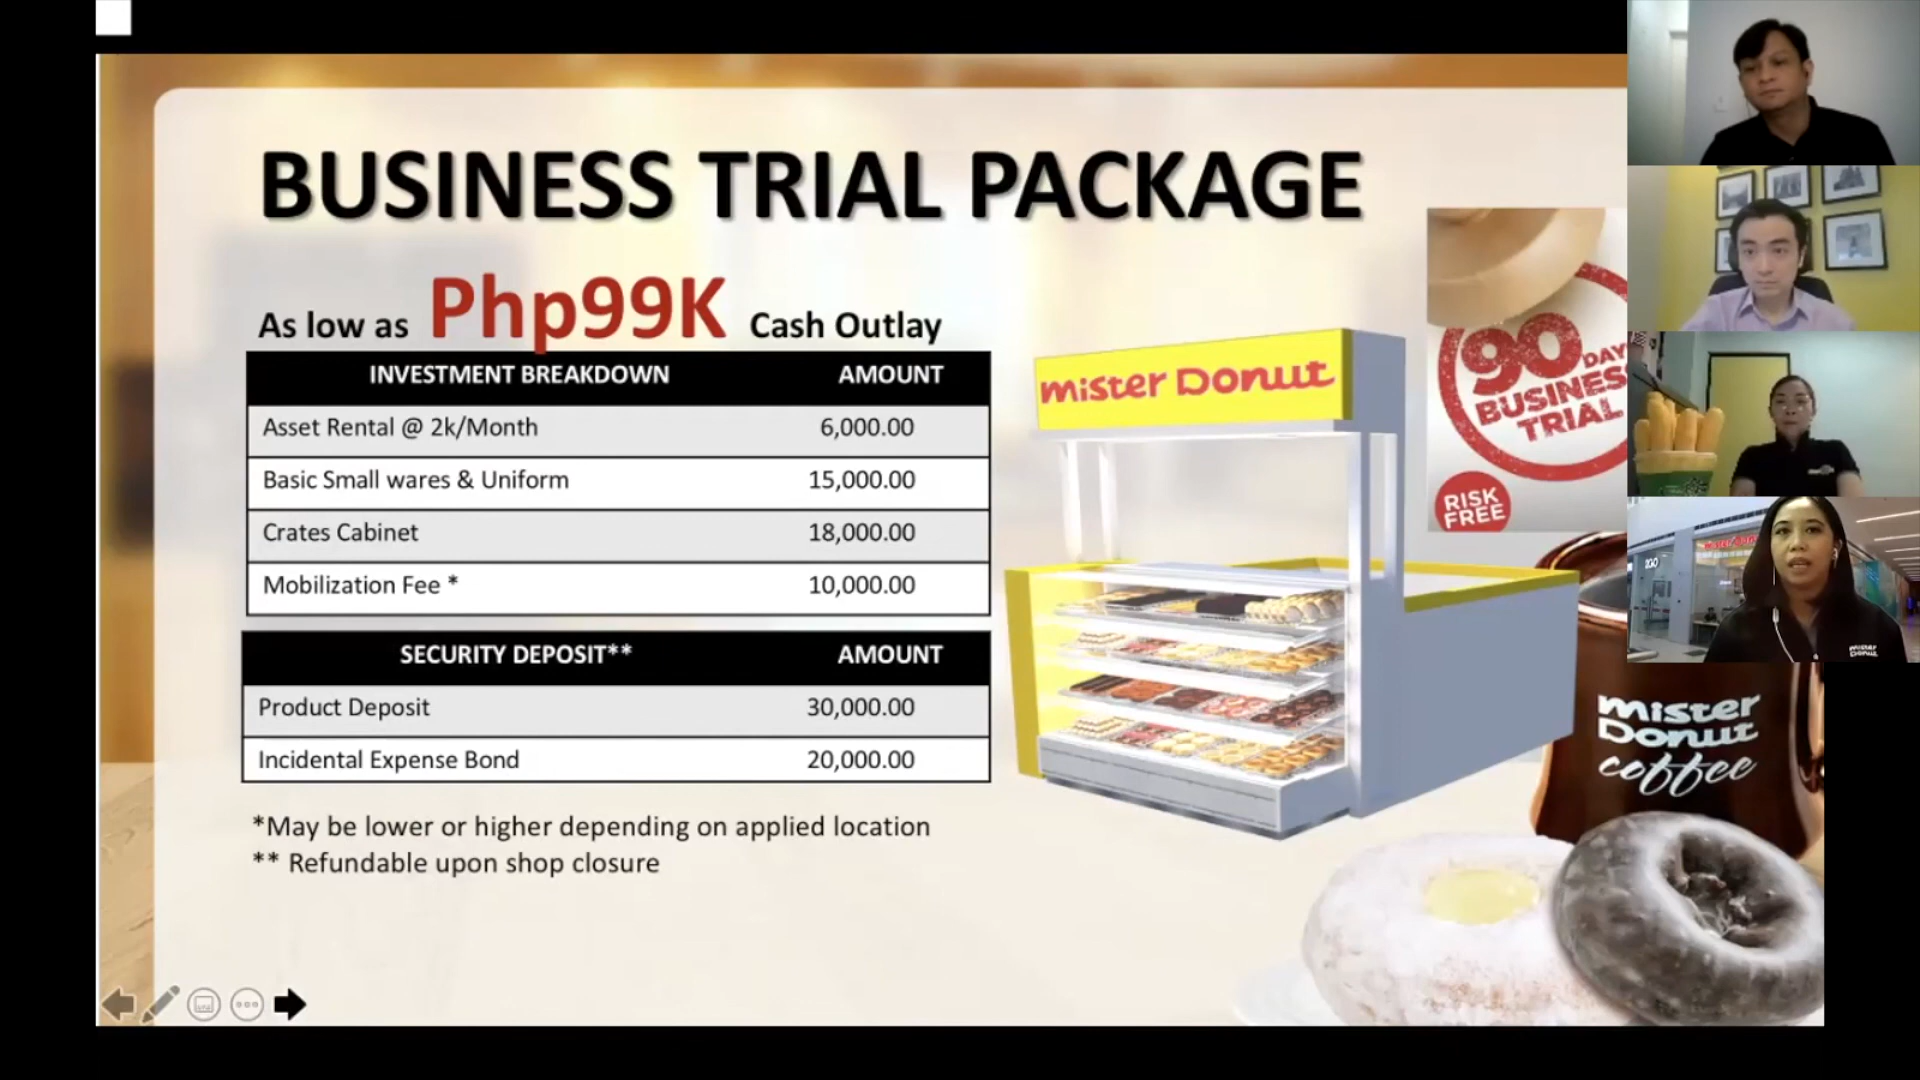 BUSINESS TRIAL PACKAGE
As low as Php99K Cash Outlay
INVESTMENT BREAKDOWN AMOUNT
Asset Rental @ 2k/Month 6,000.00
Basic Small wares & Uniform 15,000.00
Crates Cabinet 18,000.00
Mobilization Fee * 10,000.00
SECURITY DEPOSIT** AMOUNT
Product Deposit 30,000.00
Incidental Expense Bond 20,000.00
*May be lower or higher depending on applied location
** Refundable upon shop closure
mister Donut
90 DAY
BUSINESS
TRIAL
RISK
FREE
mister
Donut
coffee
mister
Donut